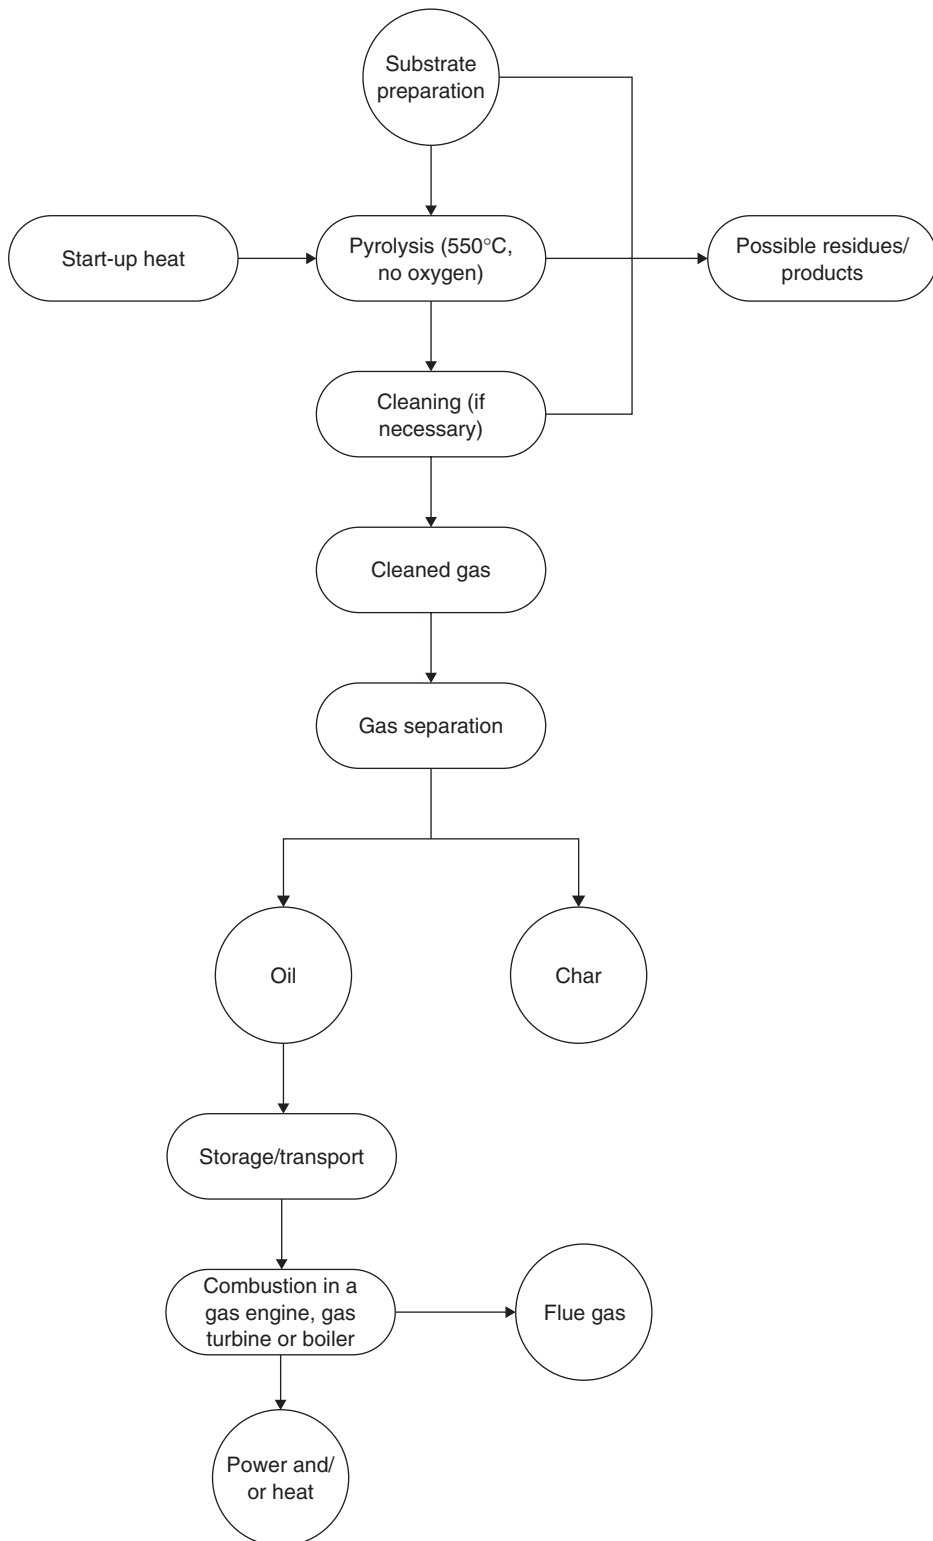 Substrate
preparation
Start-up heat
Pyrolysis (550°C,
no oxygen)
Possible residues/
products
Cleaning (if
necessary)
Cleaned gas
Gas separation
Oil
Char
Storage/transport
Combustion in a
gas engine, gas
turbine or boiler
Flue gas
Power and/
or heat